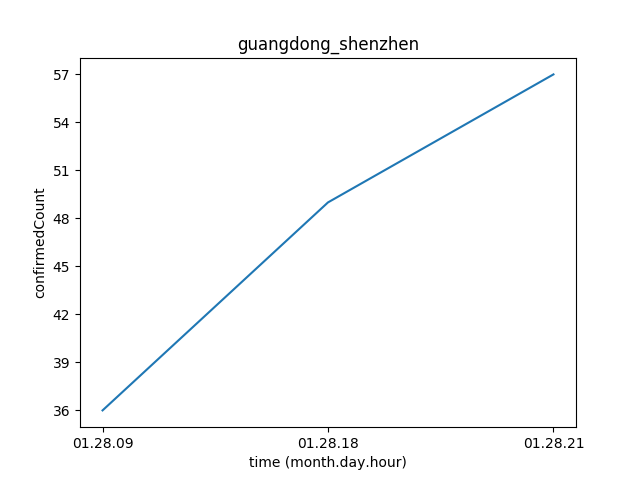 guangdong_shenzhen
confirmedCount
57
54
51
48
45
42
39
36
01.28.09 01.28.18 01.28.21
time (month.day.hour)